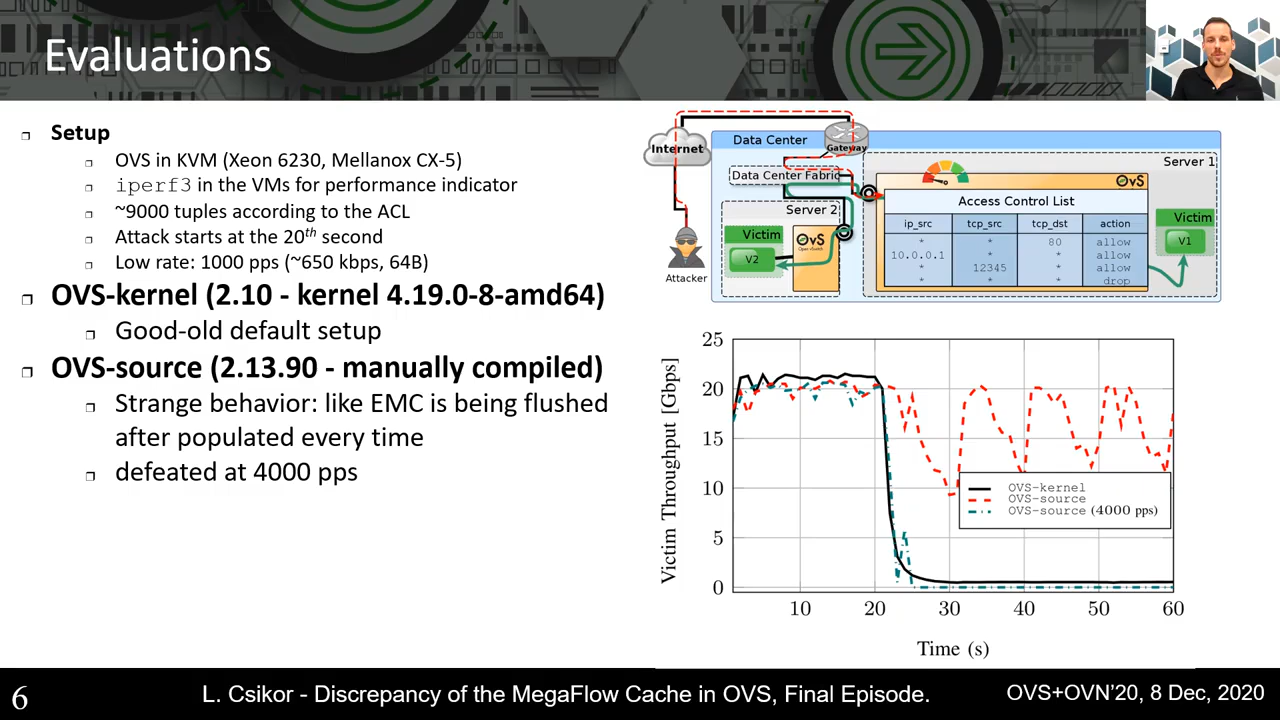 Evaluations
Setup
OVS in KVM (Xeon 6230, Mellanox CX-5)
iperf3 in the VMs for performance indicator
~9000 tuples according to the ACL
Attack starts at the 20th second
Low rate: 1000 pps (~650 kbps, 64B)
OVS-kernel (2.10 - kernel 4.19.0-8-amd64)
Good-old default setup
OVS-source (2.13.90 - manually compiled)
Strange behavior: like EMC is being flushed
after populated every time
defeated at 4000 pps
Internet
Attacker
Data Center
Gateway
Data Center Fabric
Server 2
Victim
V2
OvS
Server 1
OvS
Access Control List
ip_src tcp_src tcp_dst action
* * 80 allow
10.0.0.1 * * allow
* 12345 * allow
* * * drop
Victim
V1
Victim Throughput [Gbps]
25
20
15
10
5
0
OVS-kernel
OVS-source
OVS-source (4000 pps)
10 20 30 40 50 60
Time (s)
6
L. Csikor - Discrepancy of the MegaFlow Cache in OVS, Final Episode.
OVS+OVN'20, 8 Dec, 2020